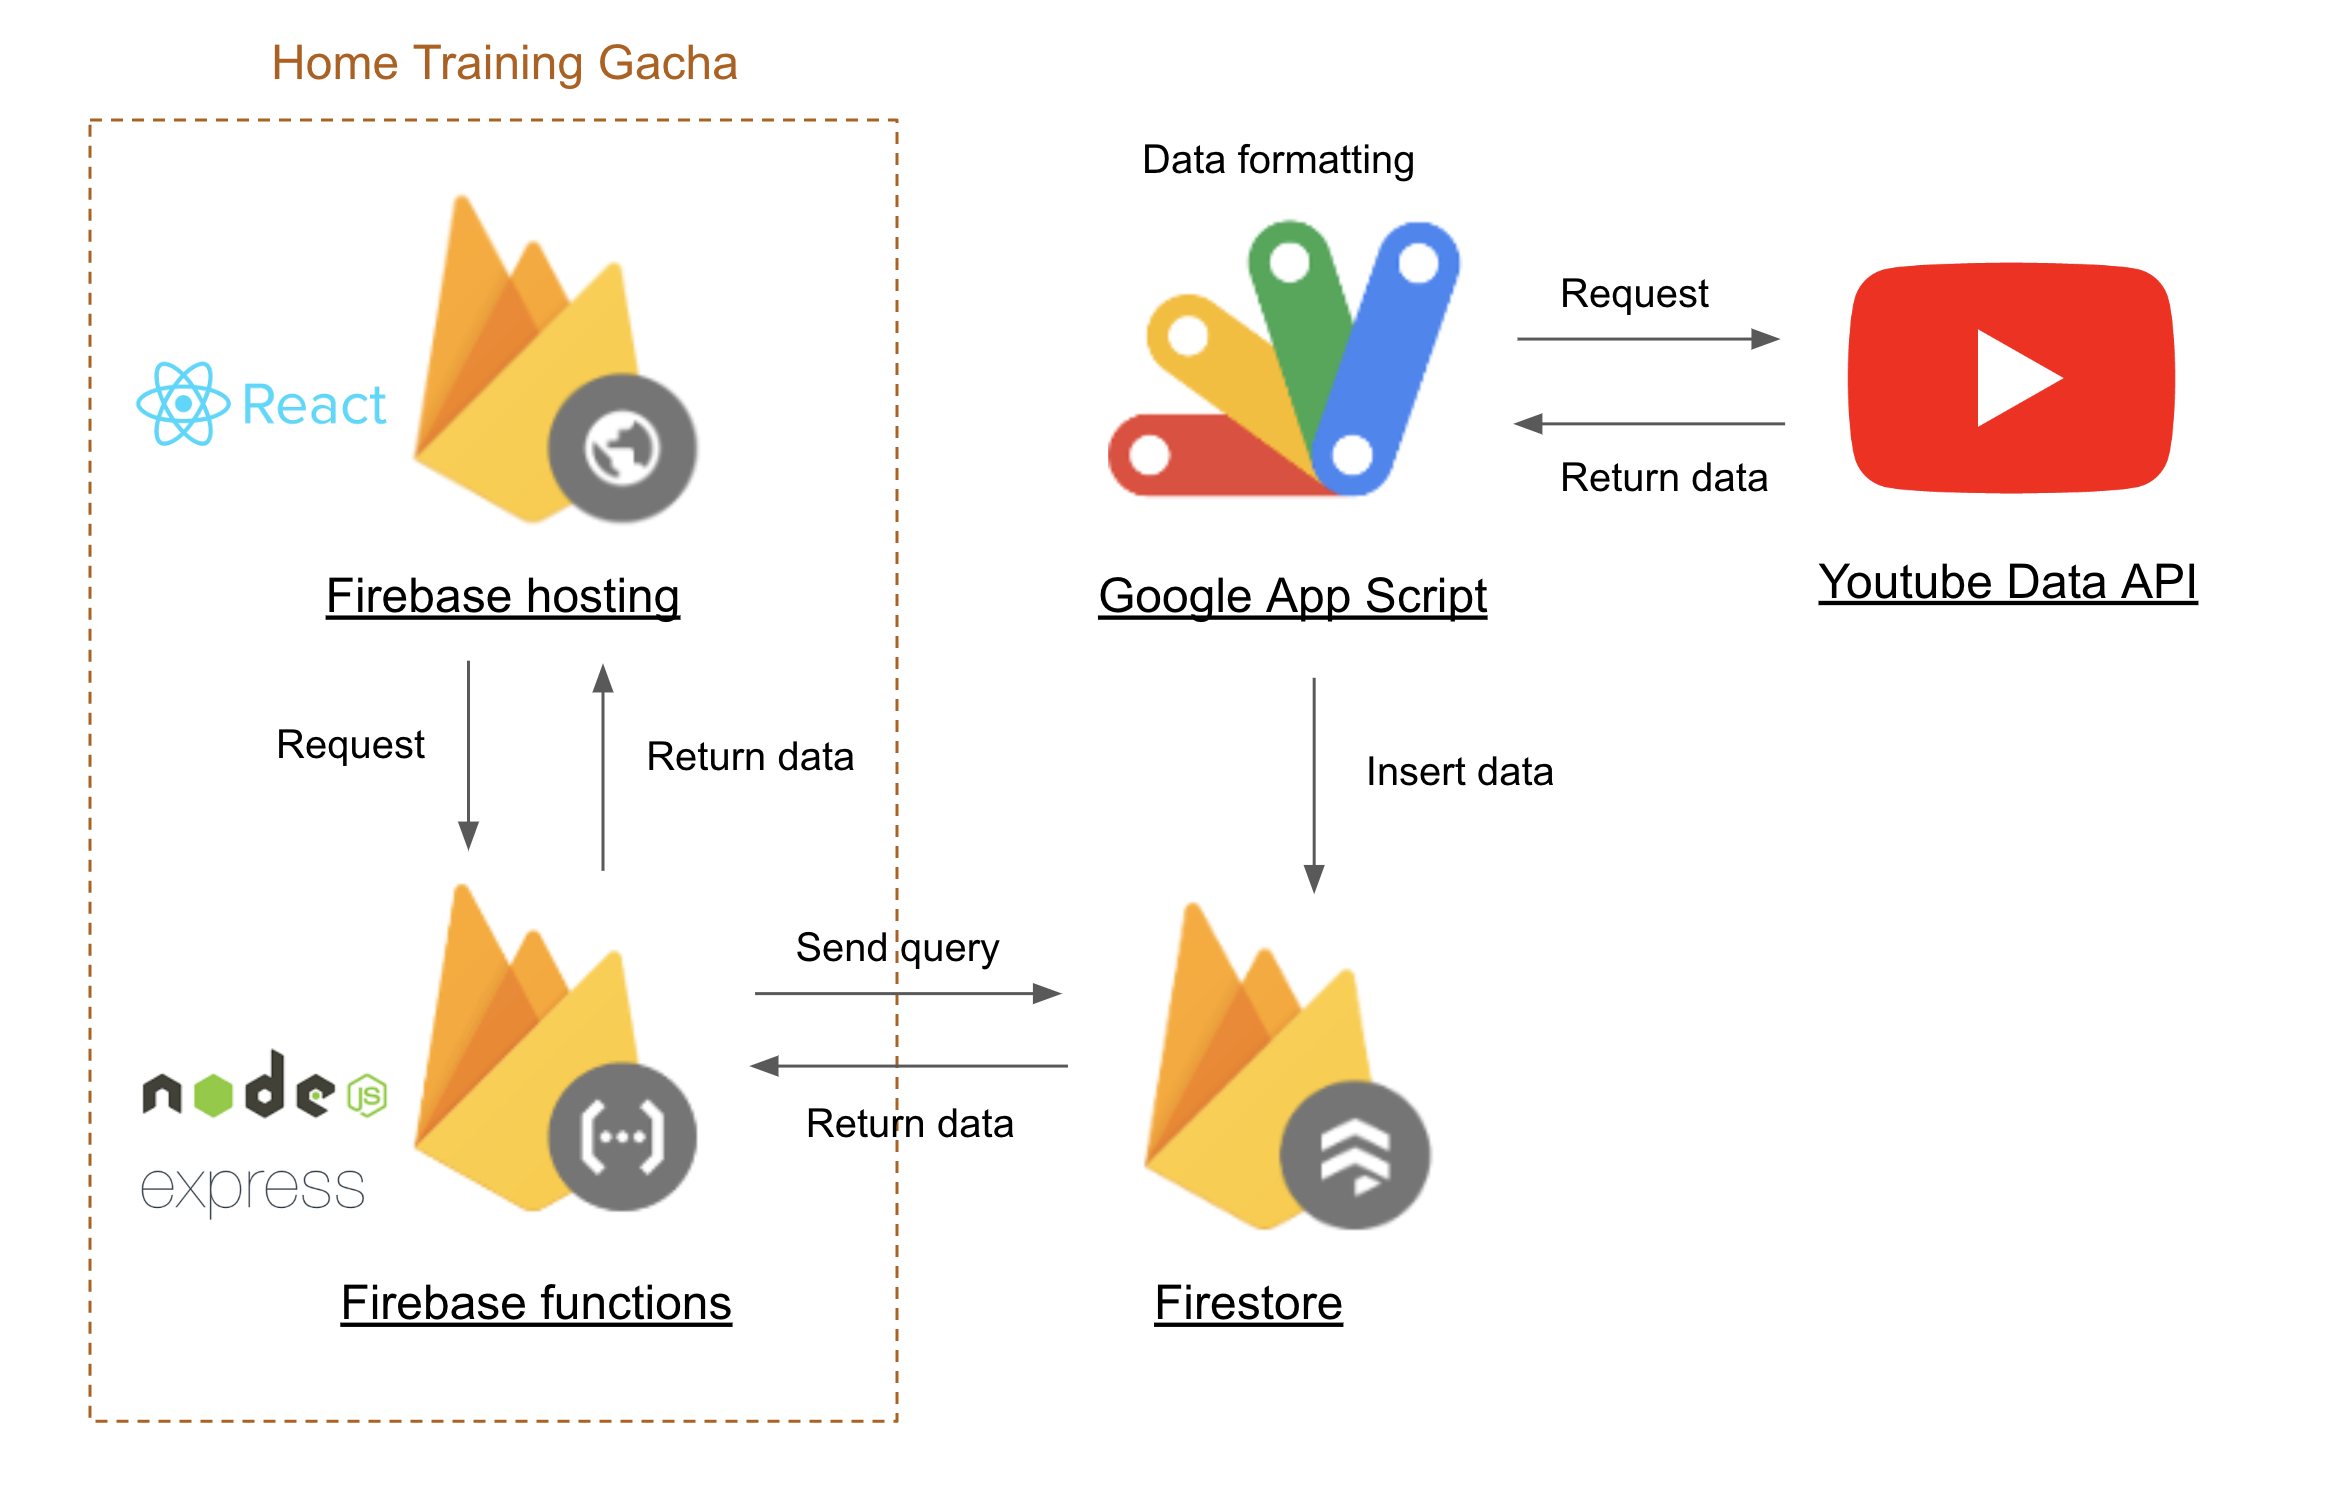 Home Training Gacha
Data formatting
React
Request
Return data
Firebase hosting
Google App Script
Youtube Data API
Request
Return data
Insert data
Send query
Return data
node
JS
express
Firebase functions
Firestore